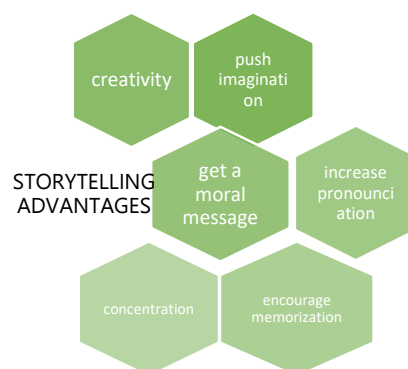 creativity
push
imaginati
on
STORYTELLING
ADVANTAGES
get a
moral
message
increase
pronounci
ation
concentration
encourage
memorization